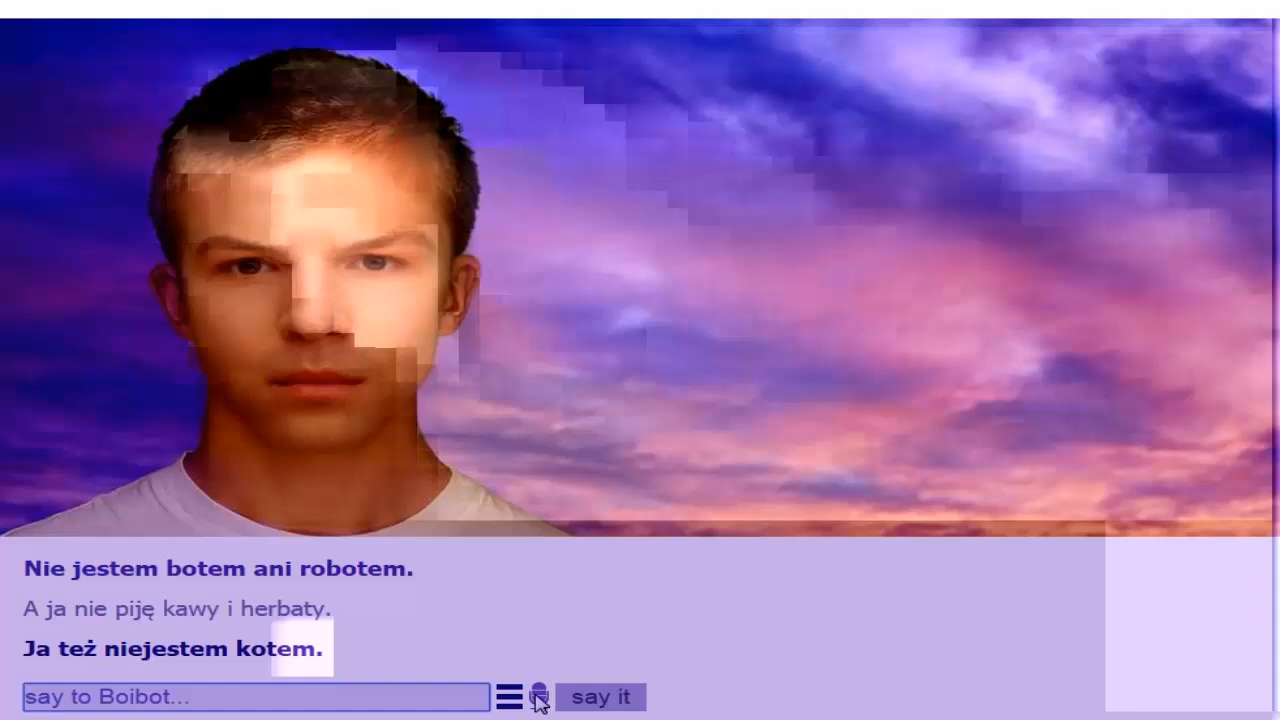 Nie jestem botem ani robotem.
A ja nie piję kawy i herbaty.
Ja też niejestem kotem.
say to Boibot... say it